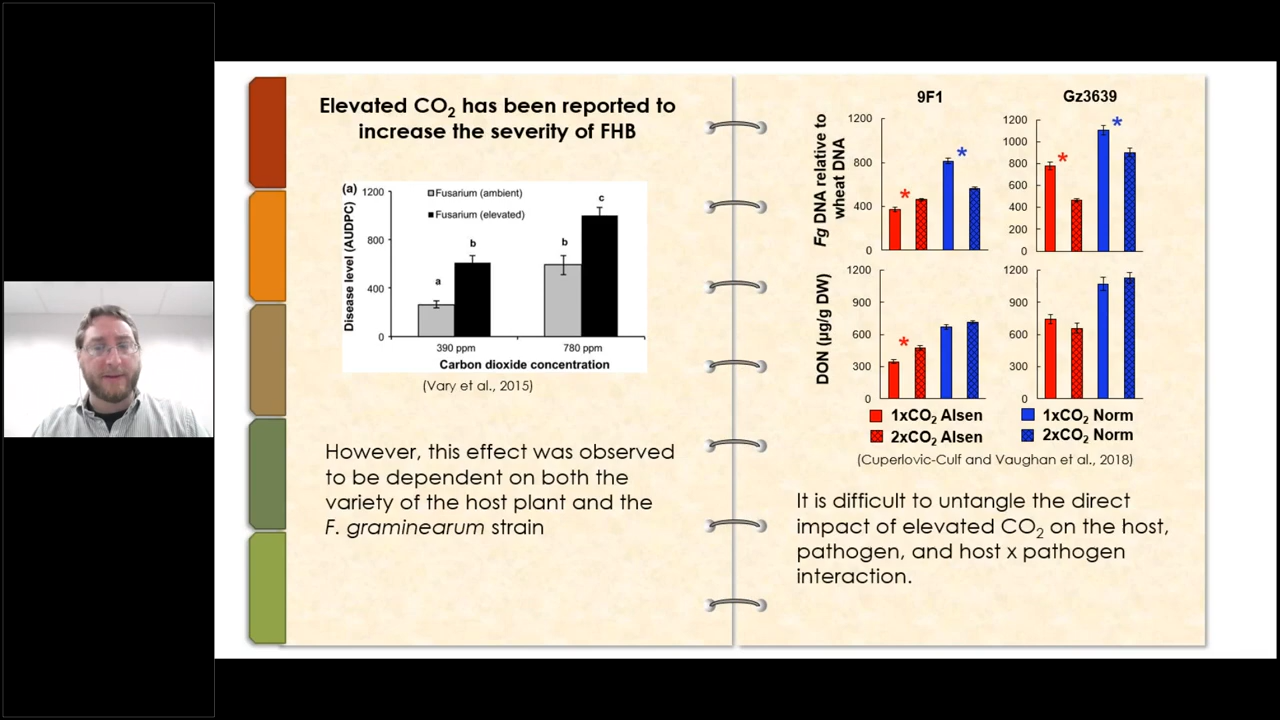 Elevated CO₂ has been reported to
increase the severity of FHB
(a)
Disease level (AUDPC)
1200
800
400
0
Fusarium (ambient)
Fusarium (elevated)
a
b
b
c
390 ppm
780 ppm
Carbon dioxide concentration
(Vary et al., 2015)
However, this effect was observed
to be dependent on both the
variety of the host plant and the
F. graminearum strain
9F1
Gz3639
Fg DNA relative to
wheat DNA
1200
800
400
0
*
*
1200
1000
800
600
400
200
0
*
*
DON (µg/g DW)
1200
900
600
300
0
*
1200
900
600
300
0
1xCO₂ Alsen
1xCO₂ Norm
2xCO₂ Alsen
2xCO₂ Norm
(Cuperlovic-Culf and Vaughan et al., 2018)
It is difficult to untangle the direct
impact of elevated CO₂ on the host,
pathogen, and host x pathogen
interaction.